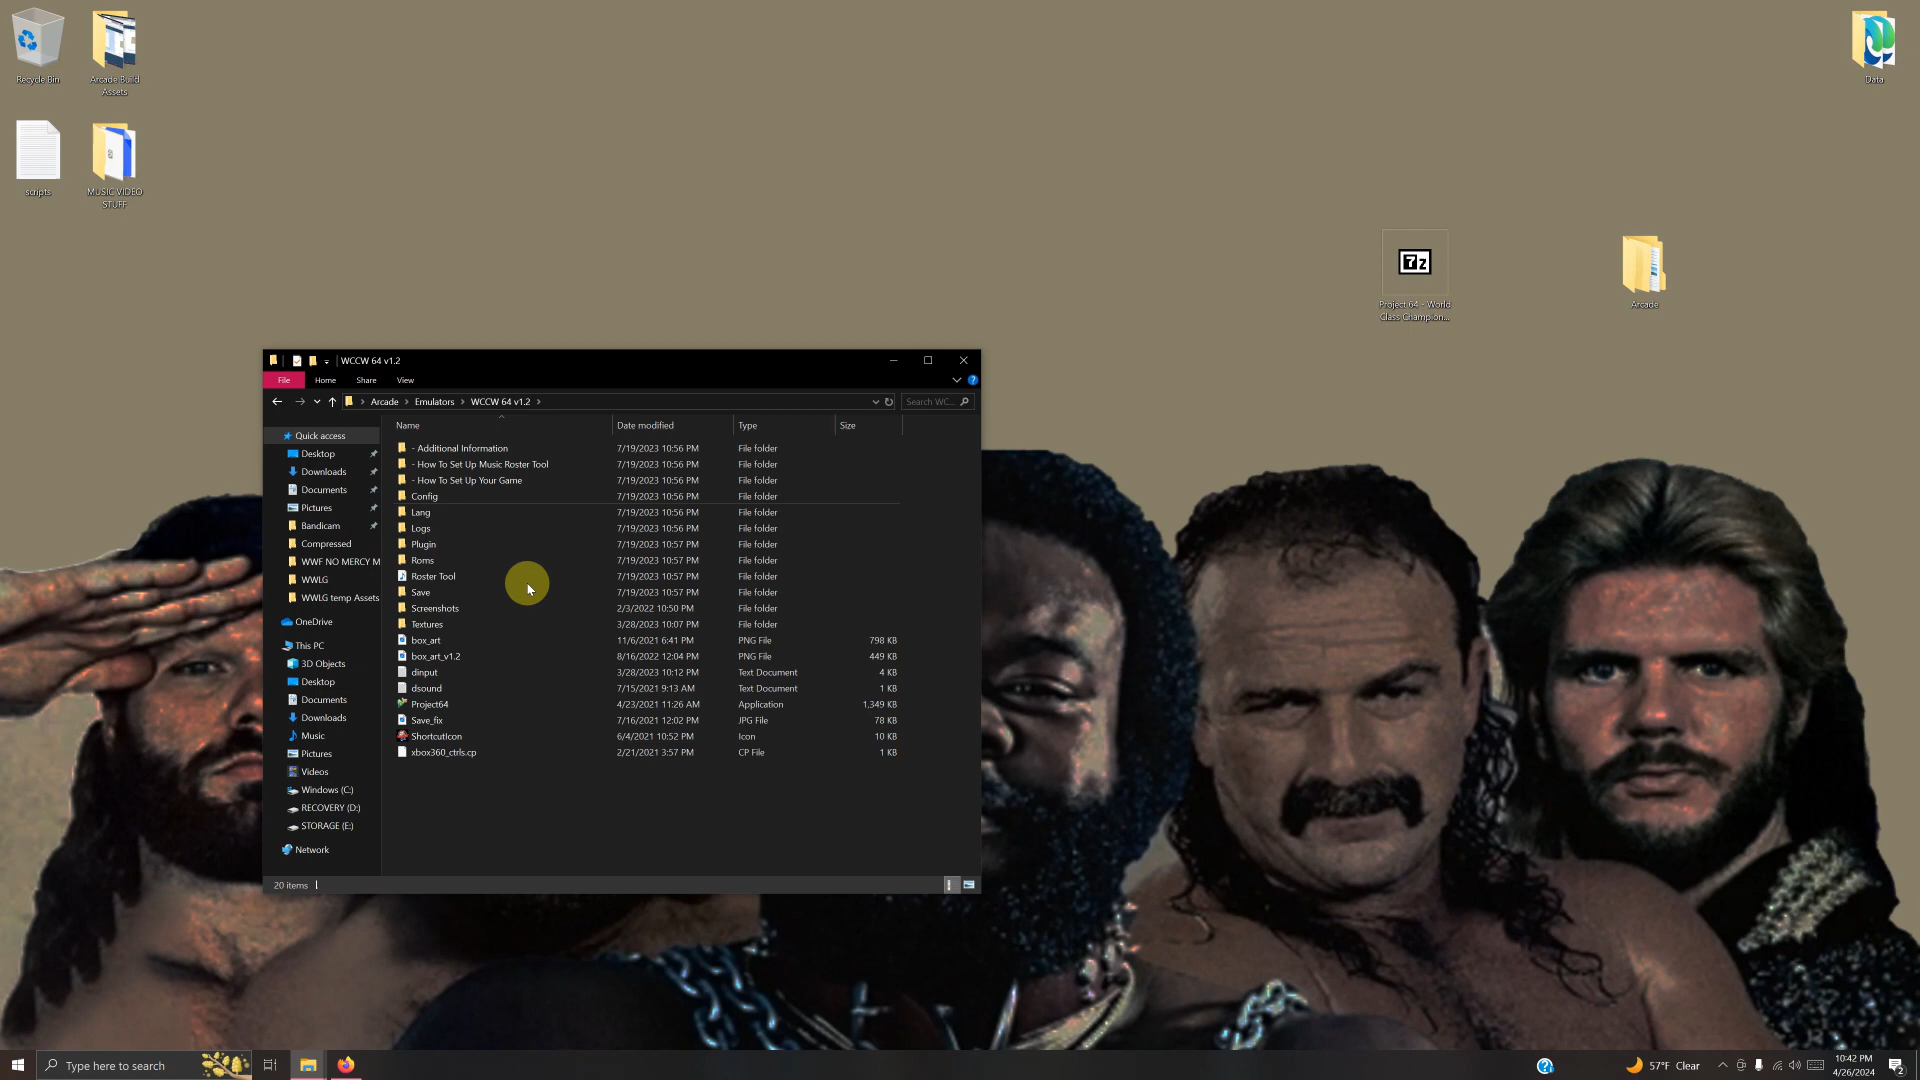 Recycle Bin
Arcade Build
Assets
scripts
MUSIC VIDEO
STUFF
Data
7z
Project 64 - World
Class Champion...
Arcade
WCCW 64 v1.2
File Home Share View
Arcade > Emulators > WCCW 64 v1.2 >
Search WC...
Name Date modified Type Size
Quick access
Desktop
Downloads
Documents
Pictures
Bandicam
Compressed
WWF NO MERCY M
WWLG
WWLG temp Assets
OneDrive
This PC
3D Objects
Desktop
Documents
Downloads
Music
Pictures
Videos
Windows (C:)
RECOVERY (D:)
STORAGE (E:)
Network
- Additional Information 7/19/2023 10:56 PM File folder
- How To Set Up Music Roster Tool 7/19/2023 10:56 PM File folder
- How To Set Up Your Game 7/19/2023 10:56 PM File folder
Config 7/19/2023 10:56 PM File folder
Lang 7/19/2023 10:56 PM File folder
Logs 7/19/2023 10:56 PM File folder
Plugin 7/19/2023 10:57 PM File folder
Roms 7/19/2023 10:57 PM File folder
Roster Tool 7/19/2023 10:57 PM File folder
Save 7/19/2023 10:57 PM File folder
Screenshots 2/3/2022 10:50 PM File folder
Textures 3/28/2023 10:07 PM File folder
box_art 11/6/2021 6:41 PM PNG File 798 KB
box_art_v1.2 8/16/2022 12:04 PM PNG File 449 KB
dinput 3/28/2023 10:12 PM Text Document 4 KB
dsound 7/15/2021 9:13 AM Text Document 1 KB
Project64 4/23/2021 11:26 AM Application 1,349 KB
Save_fix 7/16/2021 12:02 PM JPG File 78 KB
ShortcutIcon 6/4/2021 10:52 PM Icon 10 KB
xbox360_ctrls.cp 2/21/2021 3:57 PM CP File 1 KB
20 items
Type here to search
57°F Clear
10:42 PM
4/26/2024
2